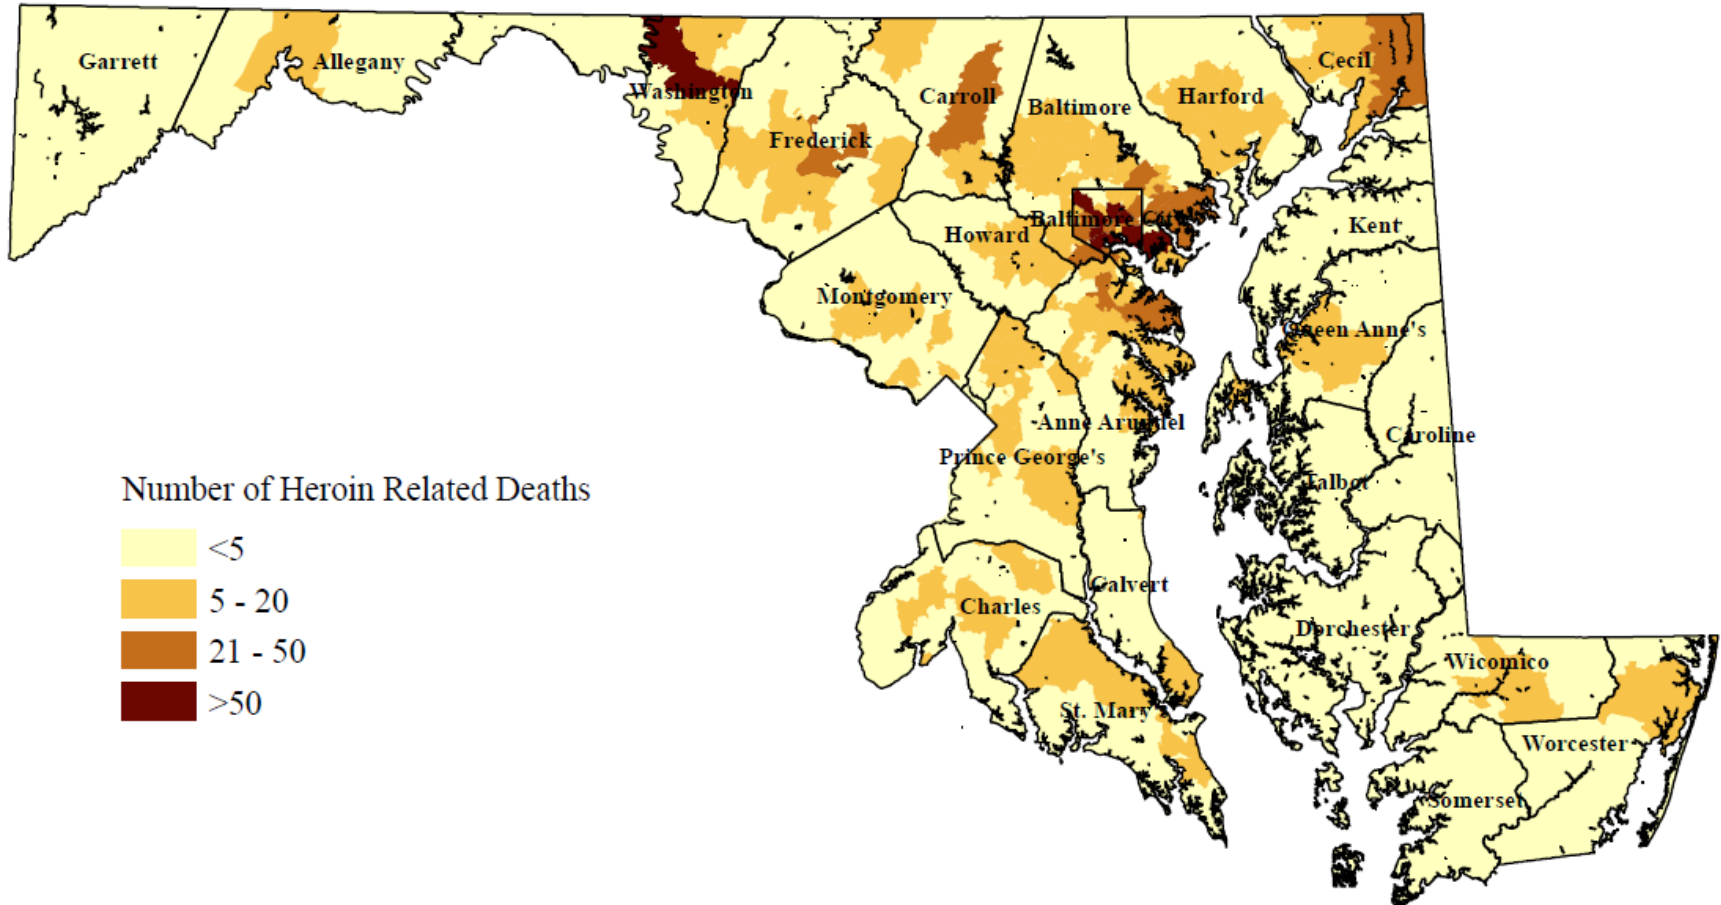 Garrett
Allegany
Washington
Frederick
Carroll
Baltimore
Harford
Cecil
Baltimore City
Howard
Kent
Montgomery
Queen Anne's
Anne Arundel
Caroline
Prince George's
Talbot
Number of Heroin Related Deaths
<5
5 - 20
21 - 50
>50
Calvert
Charles
Dorchester
Wicomico
St. Mary's
Worcester
Somerset